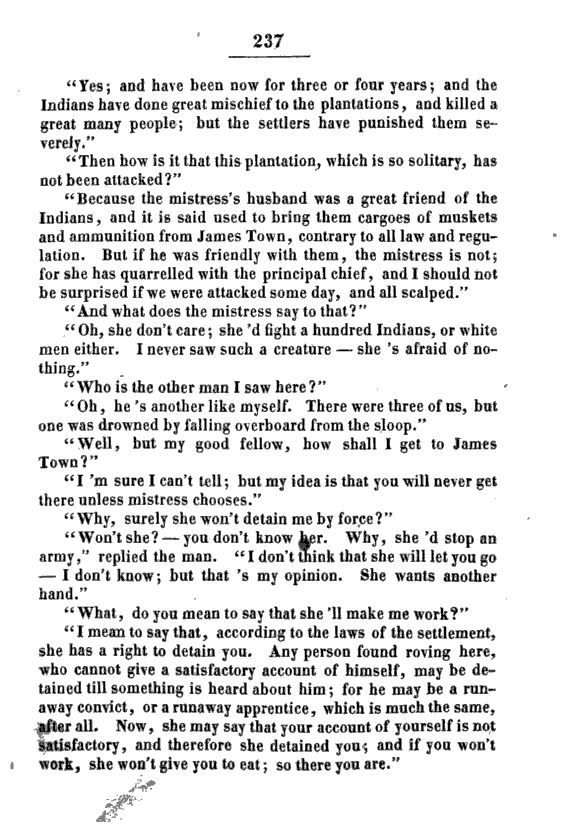 237
“Yes; and have been now for three or four years; and the
Indians have done great mischief to the plantations, and killed a
great many people; but the settlers have punished them se-
verely.”
“Then how is it that this plantation, which is so solitary, has
not been attacked?”
“Because the mistress's husband was a great friend of the
Indians, and it is said used to bring them cargoes of muskets
and ammunition from James Town, contrary to all law and regu-
lation. But if he was friendly with them, the mistress is not;
for she has quarrelled with the principal chief, and I should not
be surprised if we were attacked some day, and all scalped.”
“And what does the mistress say to that?”
“Oh, she don't care; she 'd fight a hundred Indians, or white
men either. I never saw such a creature — she 's afraid of no-
thing.”
“Who is the other man I saw here?”
“Oh, he 's another like myself. There were three of us, but
one was drowned by falling overboard from the sloop.”
“Well, but my good fellow, how shall I get to James
Town?”
“I 'm sure I can't tell; but my idea is that you will never get
there unless mistress chooses.”
“Why, surely she won't detain me by force?”
“Won't she? — you don't know her. Why, she 'd stop an
army,” replied the man. “I don't think that she will let you go
— I don't know; but that 's my opinion. She wants another
hand.”
“What, do you mean to say that she 'll make me work?”
“I mean to say that, according to the laws of the settlement,
she has a right to detain you. Any person found roving here,
who cannot give a satisfactory account of himself, may be de-
tained till something is heard about him; for he may be a run-
away convict, or a runaway apprentice, which is much the same,
after all. Now, she may say that your account of yourself is not
satisfactory, and therefore she detained you; and if you won't
work, she won't give you to eat; so there you are.”